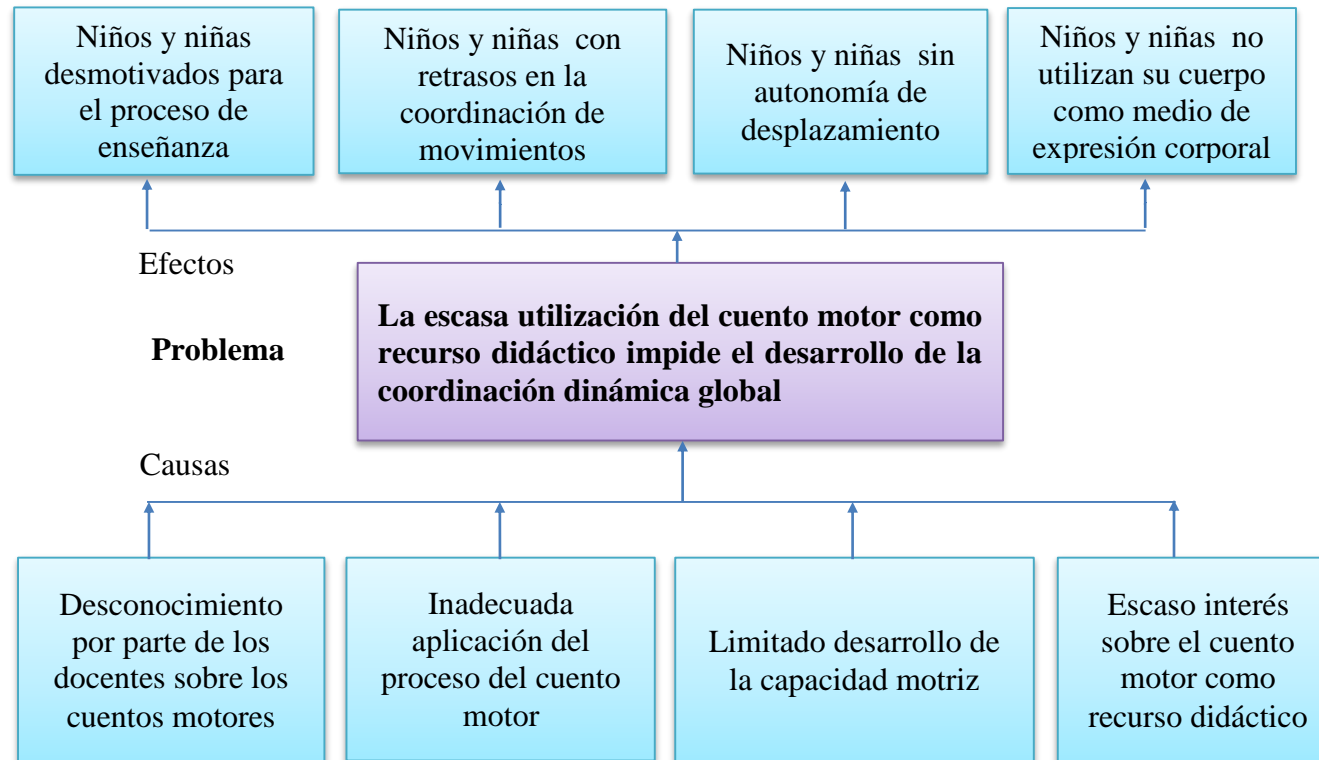 Niños y niñas
desmotivados para
el proceso de
enseñanza
Niños y niñas con
retrasos en la
coordinación de
movimientos
Niños y niñas sin
autonomía de
desplazamiento
Niños y niñas no
utilizan su cuerpo
como medio de
expresión corporal
Efectos
Problema
La escasa utilización del cuento motor como
recurso didáctico impide el desarrollo de la
coordinación dinámica global
Causas
Desconocimiento
por parte de los
docentes sobre los
cuentos motores
Inadecuada
aplicación del
proceso del cuento
motor
Limitado desarrollo de
la capacidad motriz
Escaso interés
sobre el cuento
motor como
recurso didáctico